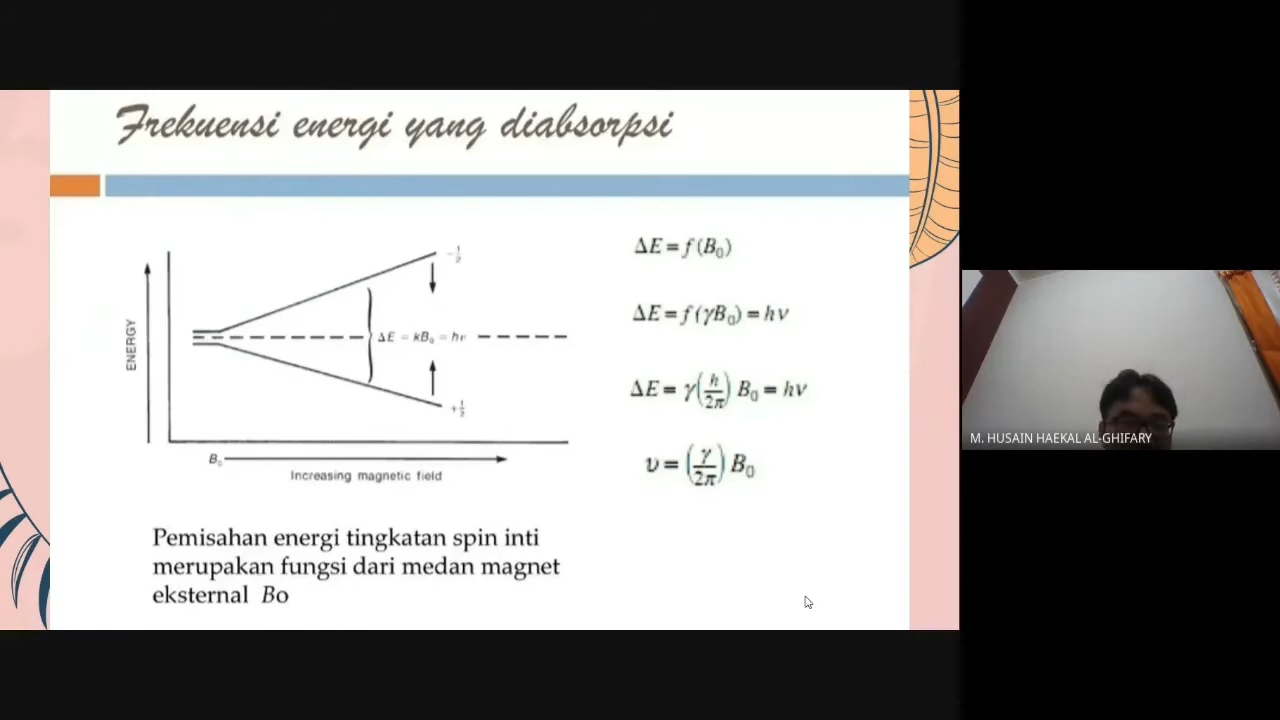 Frekuensi energi yang diabsorpsi
ENERGY
-1/2
ΔE = kB₀ = hν
+1/2
B₀
Increasing magnetic field
ΔE = f(B₀)
ΔE = f(γB₀) = hν
ΔE = γ(h/2π) B₀ = hν
υ = (γ/2π) B₀
Pemisahan energi tingkatan spin inti
merupakan fungsi dari medan magnet
eksternal Bo
M. HUSAIN HAEKAL AL-GHIFARY